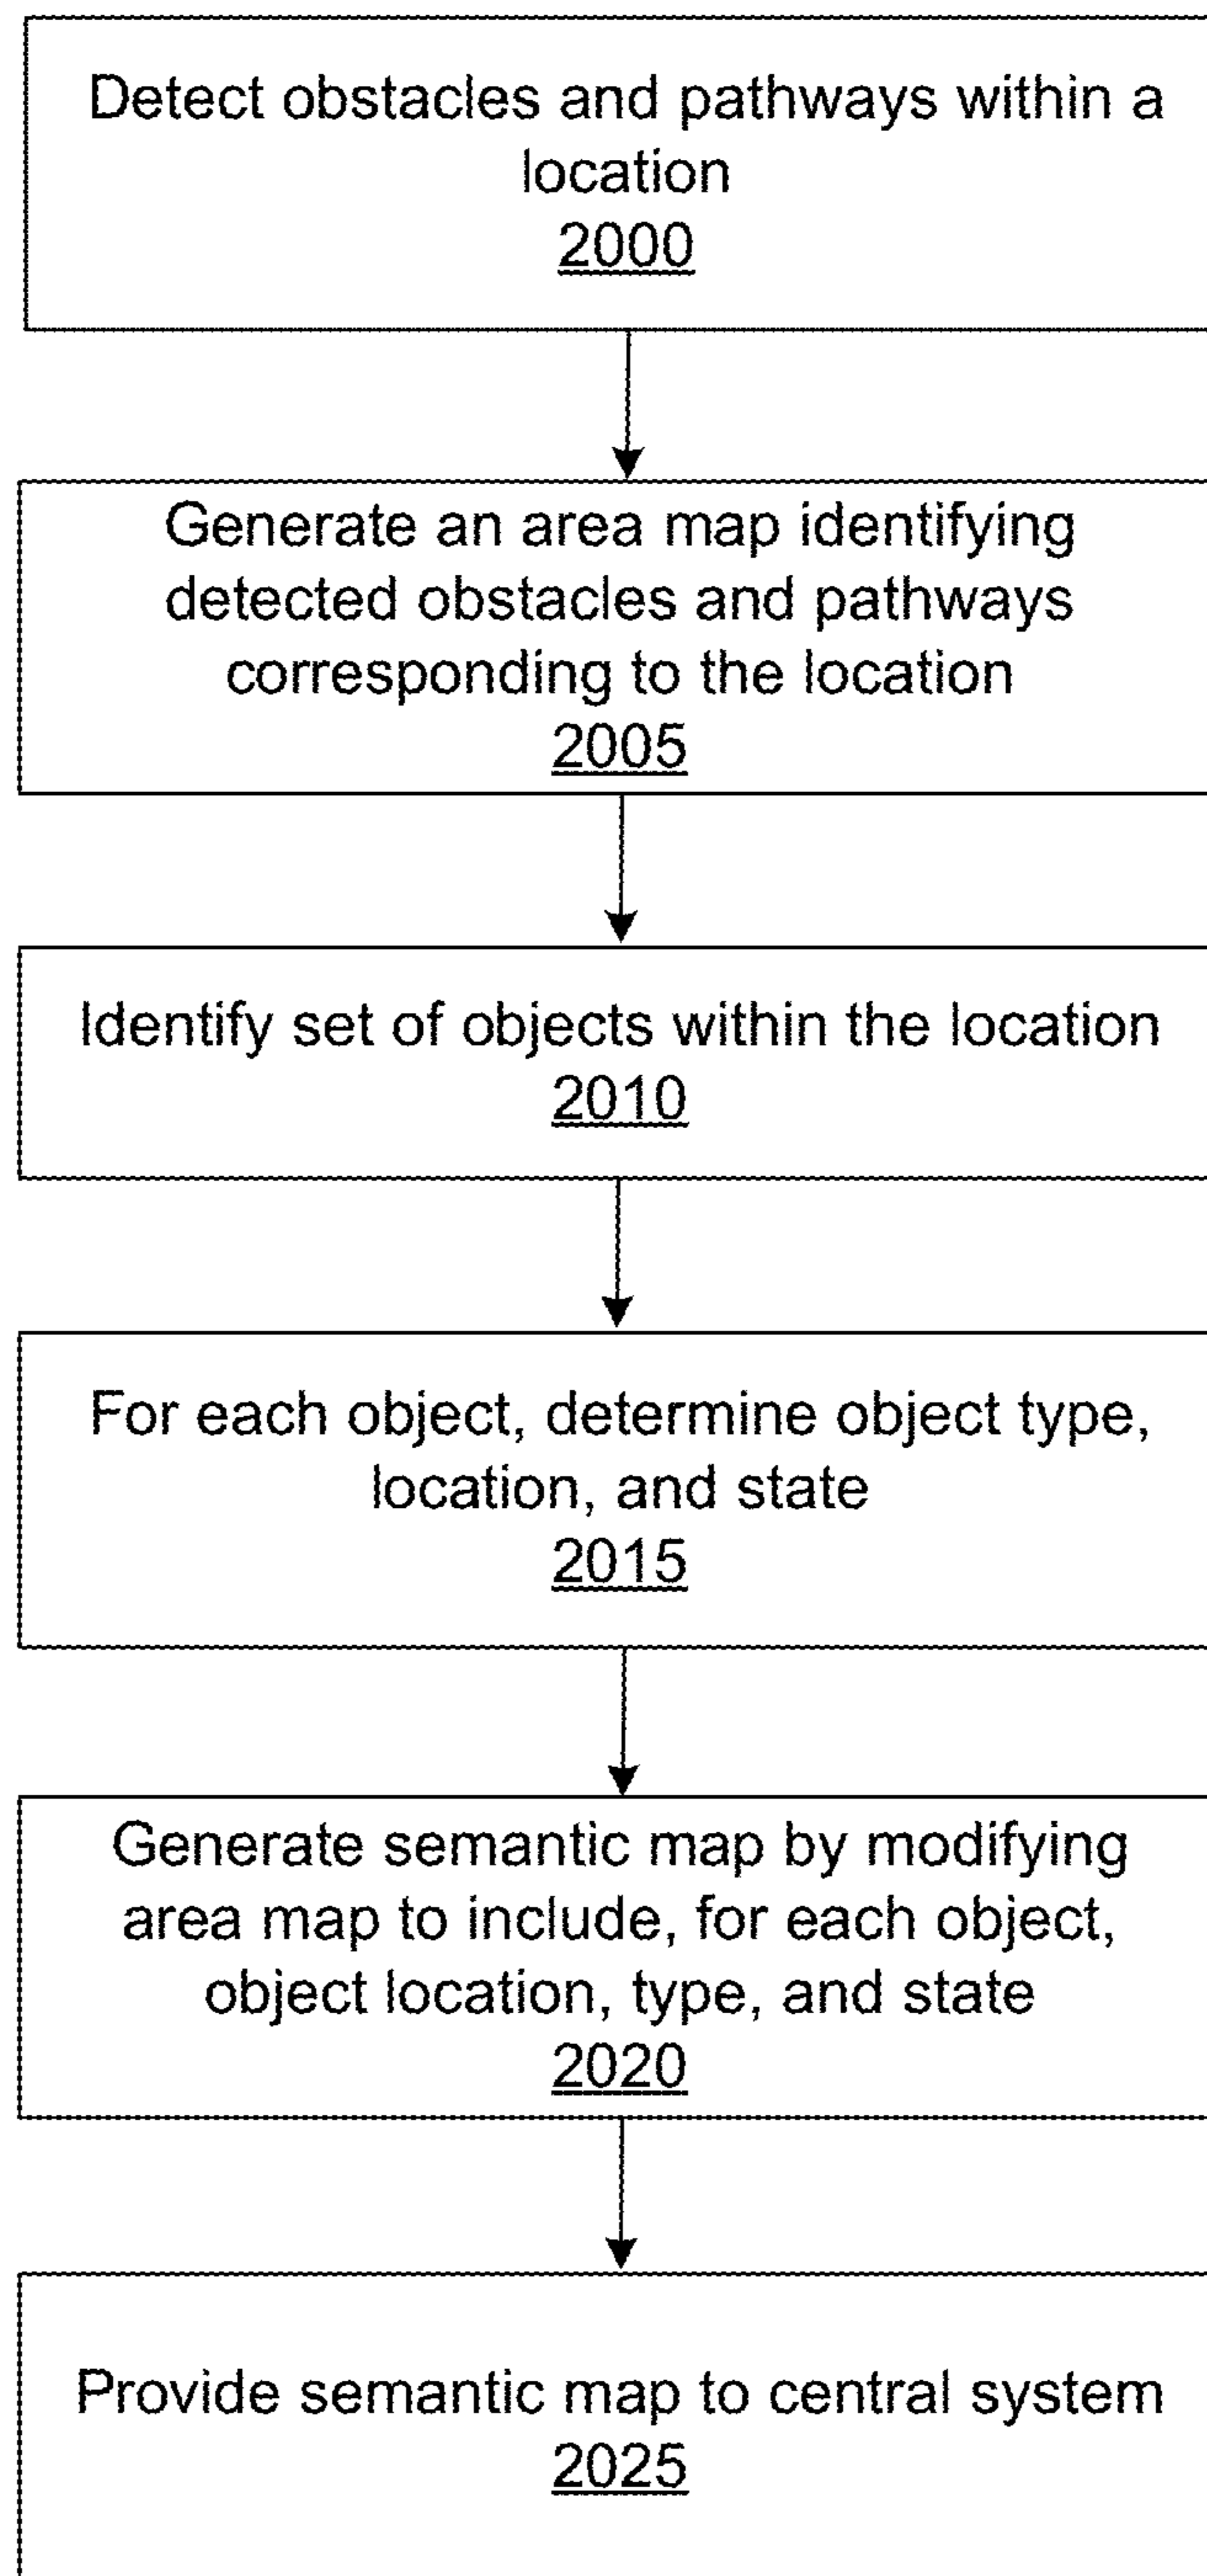 Detect obstacles and pathways within a
location
2000
Generate an area map identifying
detected obstacles and pathways
corresponding to the location
2005
Identify set of objects within the location
2010
For each object, determine object type,
location, and state
2015
Generate semantic map by modifying
area map to include, for each object,
object location, type, and state
2020
Provide semantic map to central system
2025